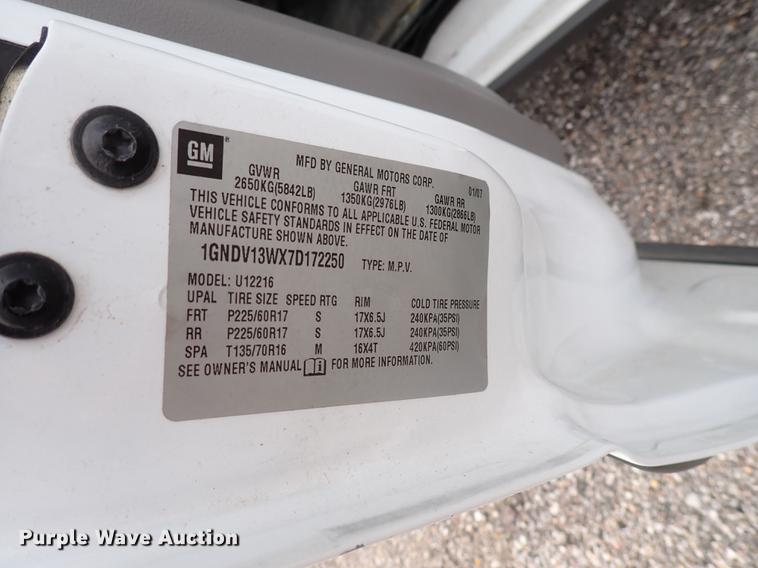 GM
MFD BY GENERAL MOTORS CORP. 01/07
GVWR GAWR FRT GAWR RR
2650KG(5842LB) 1350KG(2976LB) 1300KG(2866LB)
THIS VEHICLE CONFORMS TO ALL APPLICABLE U.S. FEDERAL MOTOR
VEHICLE SAFETY STANDARDS IN EFFECT ON THE DATE OF
MANUFACTURE SHOWN ABOVE.
1GNDV13WX7D172250 TYPE: M.P.V.
MODEL: U12216
UPAL TIRE SIZE SPEED RTG RIM COLD TIRE PRESSURE
FRT P225/60R17 S 17X6.5J 240KPA(35PSI)
RR P225/60R17 S 17X6.5J 240KPA(35PSI)
SPA T135/70R16 M 16X4T 420KPA(60PSI)
SEE OWNER'S MANUAL FOR MORE INFORMATION.
Purple Wave Auction